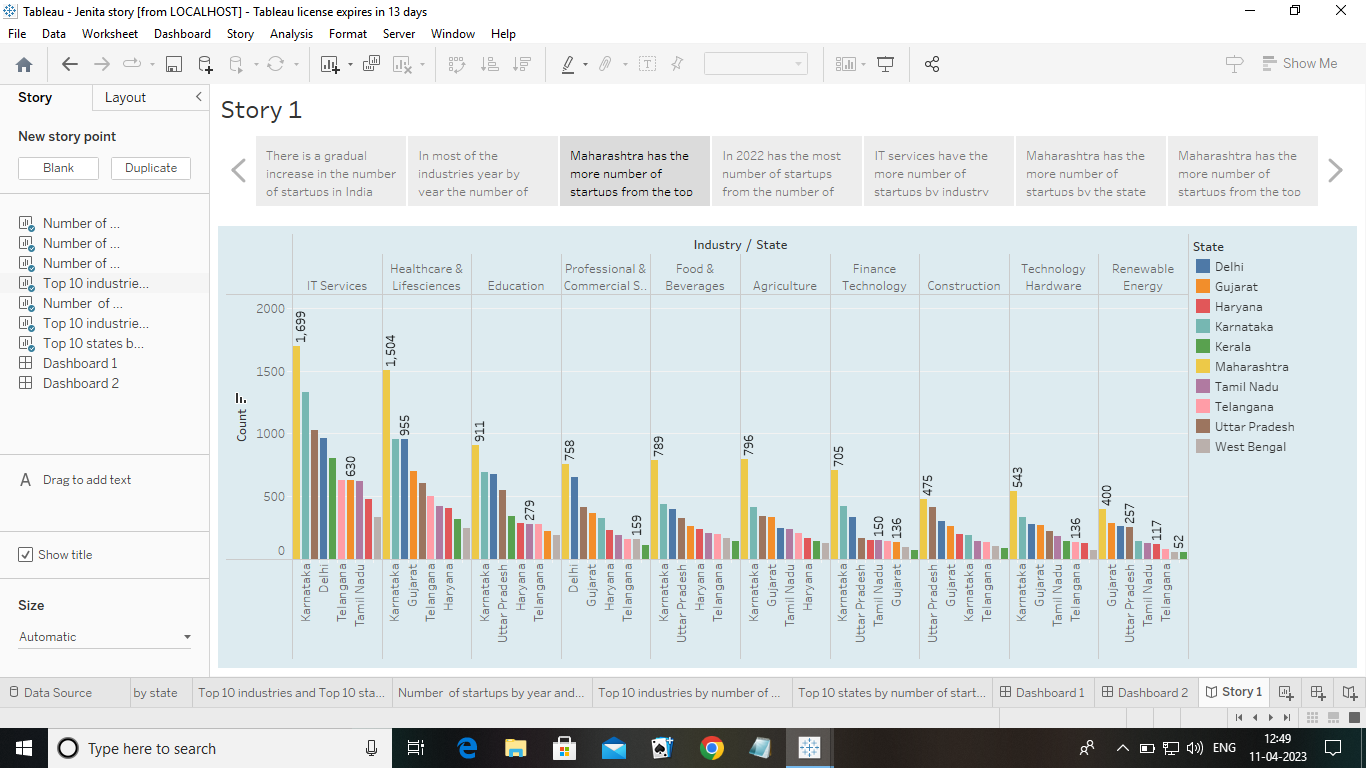 Tableau - Jenita story [from LOCALHOST] - Tableau license expires in 13 days
File Data Worksheet Dashboard Story Analysis Format Server Window Help
Show Me
Story Layout
New story point
Blank Duplicate
Number of ...
Number of ...
Number of ...
Top 10 industrie...
Number of ...
Top 10 industrie...
Top 10 states b...
Dashboard 1
Dashboard 2
A Drag to add text
Show title
Size
Automatic
Story 1
There is a gradual
increase in the number
of startups in India
In most of the
industries year by
year the number of
Maharashtra has the
more number of
startups from the top
In 2022 has the most
number of startups
from the number of
IT services have the
more number of
startups by industry
Maharashtra has the
more number of
startups by the state
Maharashtra has the
more number of
startups from the top
Industry / State
IT Services
Healthcare &
Lifesciences
Education
Professional &
Commercial S..
Food &
Beverages
Agriculture
Finance
Technology
Construction
Technology
Hardware
Renewable
Energy
Count
2000
1500
1000
500
0
1,699
630
1,504
955
911
279
758
159
789
796
705
150
136
475
543
136
400
257
117
52
Karnataka
Delhi
Telangana
Tamil Nadu
Karnataka
Gujarat
Telangana
Haryana
Karnataka
Uttar Pradesh
Haryana
Telangana
Delhi
Gujarat
Haryana
Telangana
Karnataka
Uttar Pradesh
Haryana
Telangana
Karnataka
Gujarat
Tamil Nadu
Haryana
Karnataka
Uttar Pradesh
Tamil Nadu
Gujarat
Uttar Pradesh
Gujarat
Karnataka
Telangana
Karnataka
Gujarat
Tamil Nadu
Telangana
Gujarat
Uttar Pradesh
Tamil Nadu
Telangana
State
Delhi
Gujarat
Haryana
Karnataka
Kerala
Maharashtra
Tamil Nadu
Telangana
Uttar Pradesh
West Bengal
Data Source by state Top 10 industries and Top 10 sta... Number of startups by year and... Top 10 industries by number of ... Top 10 states by number of start... Dashboard 1 Dashboard 2 Story 1
Type here to search
ENG
12:49
11-04-2023